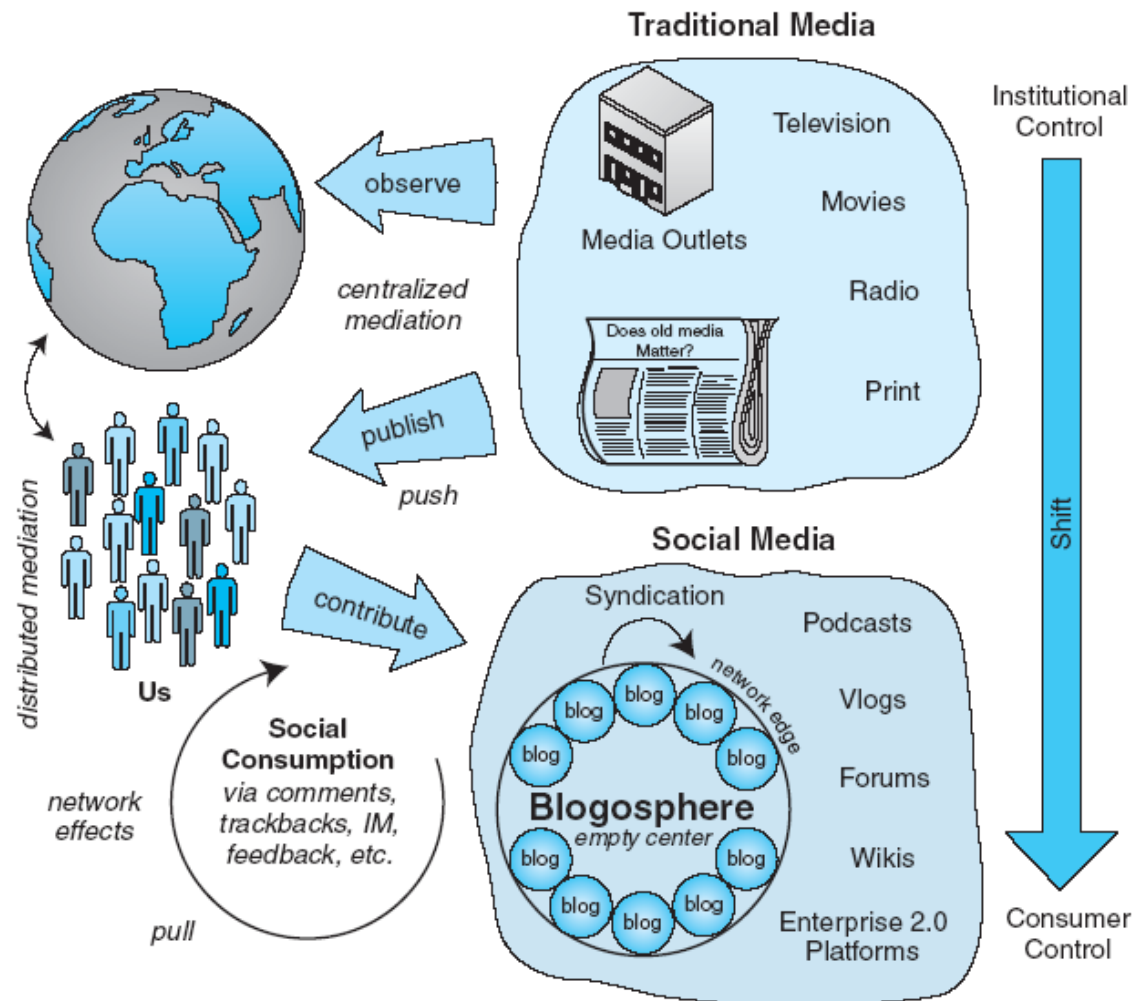 Traditional Media
Institutional
Control
Television
observe
Movies
Media Outlets
centralized
mediation
Radio
Does old media
Matter?
Print
publish
push
distributed mediation
Shift
Social Media
contribute
Syndication
Podcasts
Us
network edge
blog
blog
blog
blog
blog
blog
Vlogs
Social
Consumption
via comments,
trackbacks, IM,
feedback, etc.
network
effects
Forums
Blogosphere
empty center
Wikis
blog
blog
blog
blog
blog
pull
Enterprise 2.0
Platforms
Consumer
Control